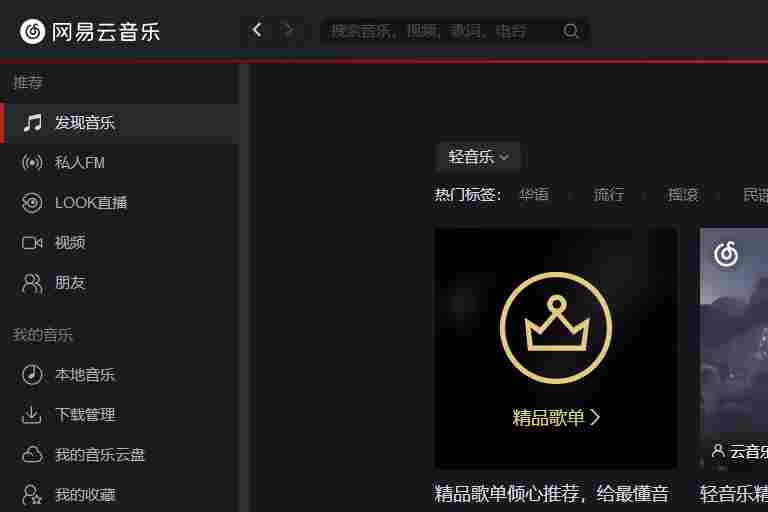 网易云音乐
搜索音乐，视频，歌词，电台
推荐
发现音乐
私人FM
LOOK直播
视频
朋友
我的音乐
本地音乐
下载管理
我的音乐云盘
我的收藏
轻音乐
热门标签： 华语 流行 摇滚 民谣
精品歌单
精品歌单倾心推荐，给最懂音
云音乐
轻音乐精